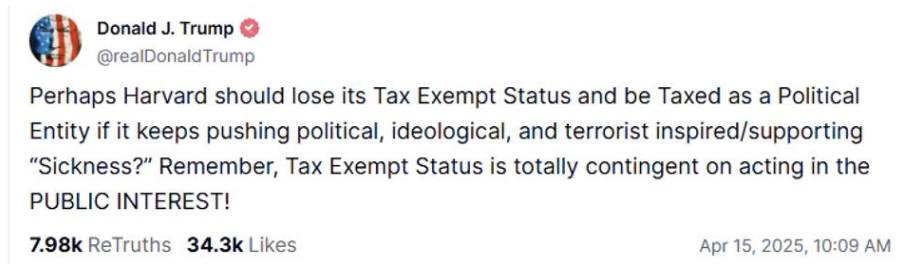 Donald J. Trump
@realDonaldTrump
Perhaps Harvard should lose its Tax Exempt Status and be Taxed as a Political
Entity if it keeps pushing political, ideological, and terrorist inspired/supporting
“Sickness?” Remember, Tax Exempt Status is totally contingent on acting in the
PUBLIC INTEREST!
7.98k ReTruths 34.3k Likes Apr 15, 2025, 10:09 AM